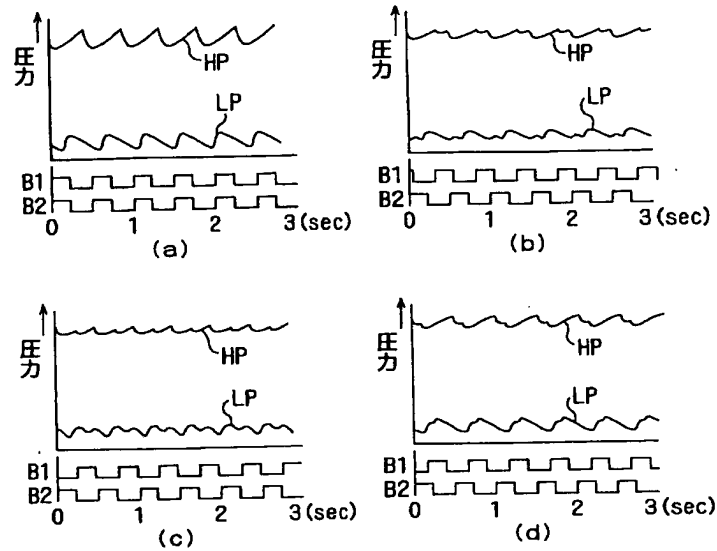 圧力
HP
LP
B1
B2
0 1 2 3(sec)
(a)
圧力
HP
LP
B1
B2
0 1 2 3(sec)
(b)
圧力
HP
LP
B1
B2
0 1 2 3(sec)
(c)
圧力
HP
LP
B1
B2
0 1 2 3(sec)
(d)